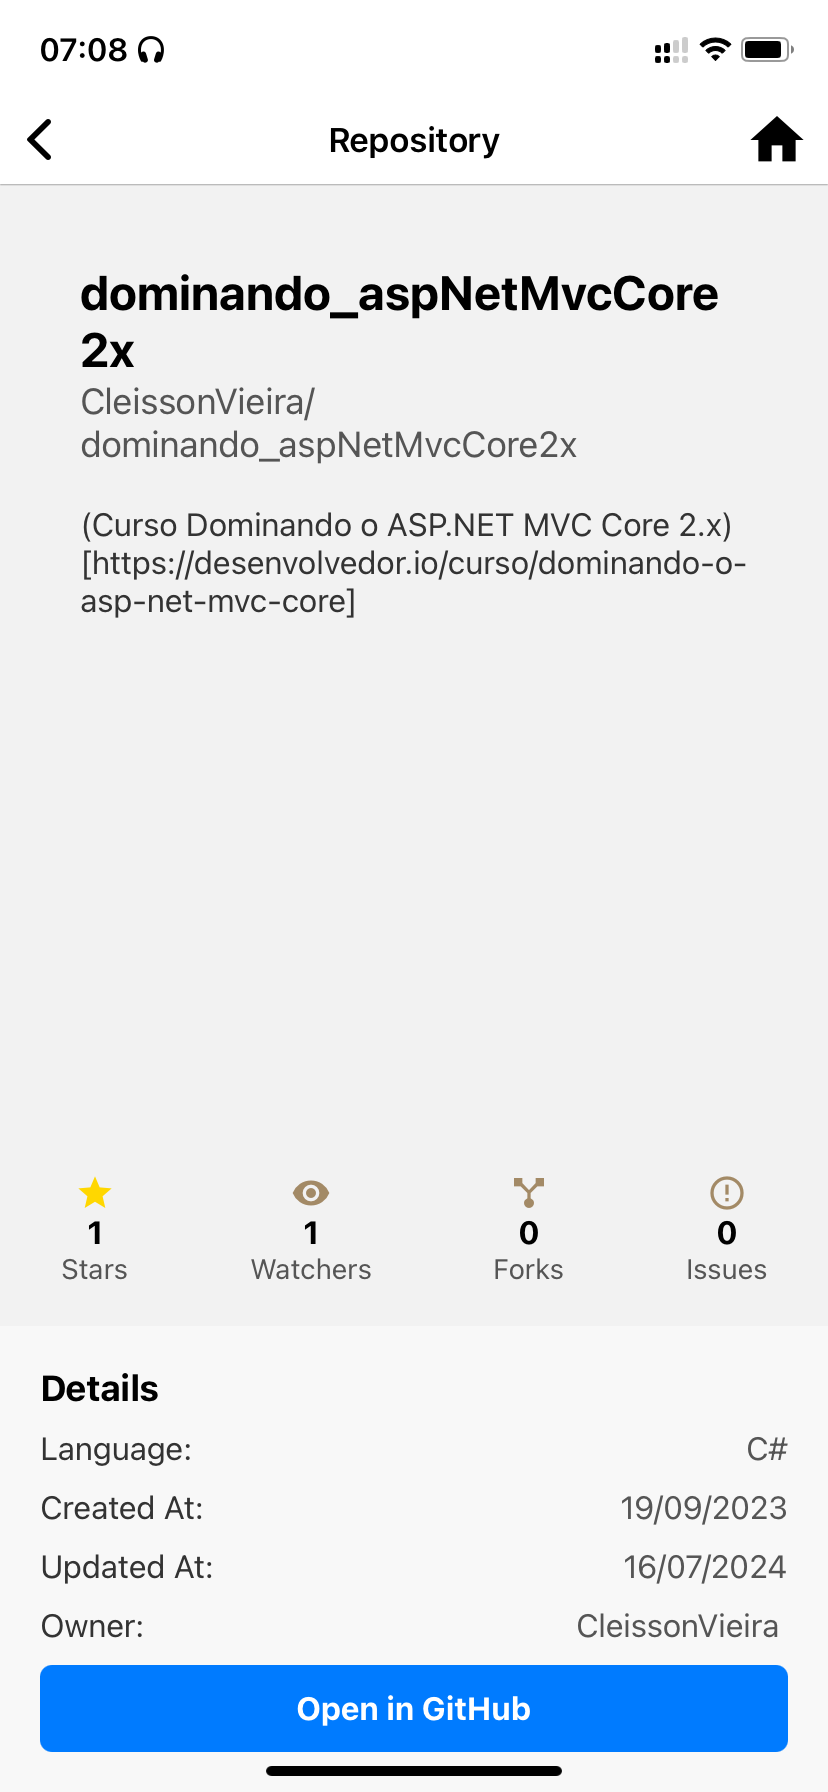 07:08
Repository
dominando_aspNetMvcCore
2x
CleissonVieira/
dominando_aspNetMvcCore2x
(Curso Dominando o ASP.NET MVC Core 2.x)
[https://desenvolvedor.io/curso/dominando-o-
asp-net-mvc-core]
1 1 0 0
Stars Watchers Forks Issues
Details
Language: C#
Created At: 19/09/2023
Updated At: 16/07/2024
Owner: CleissonVieira
Open in GitHub